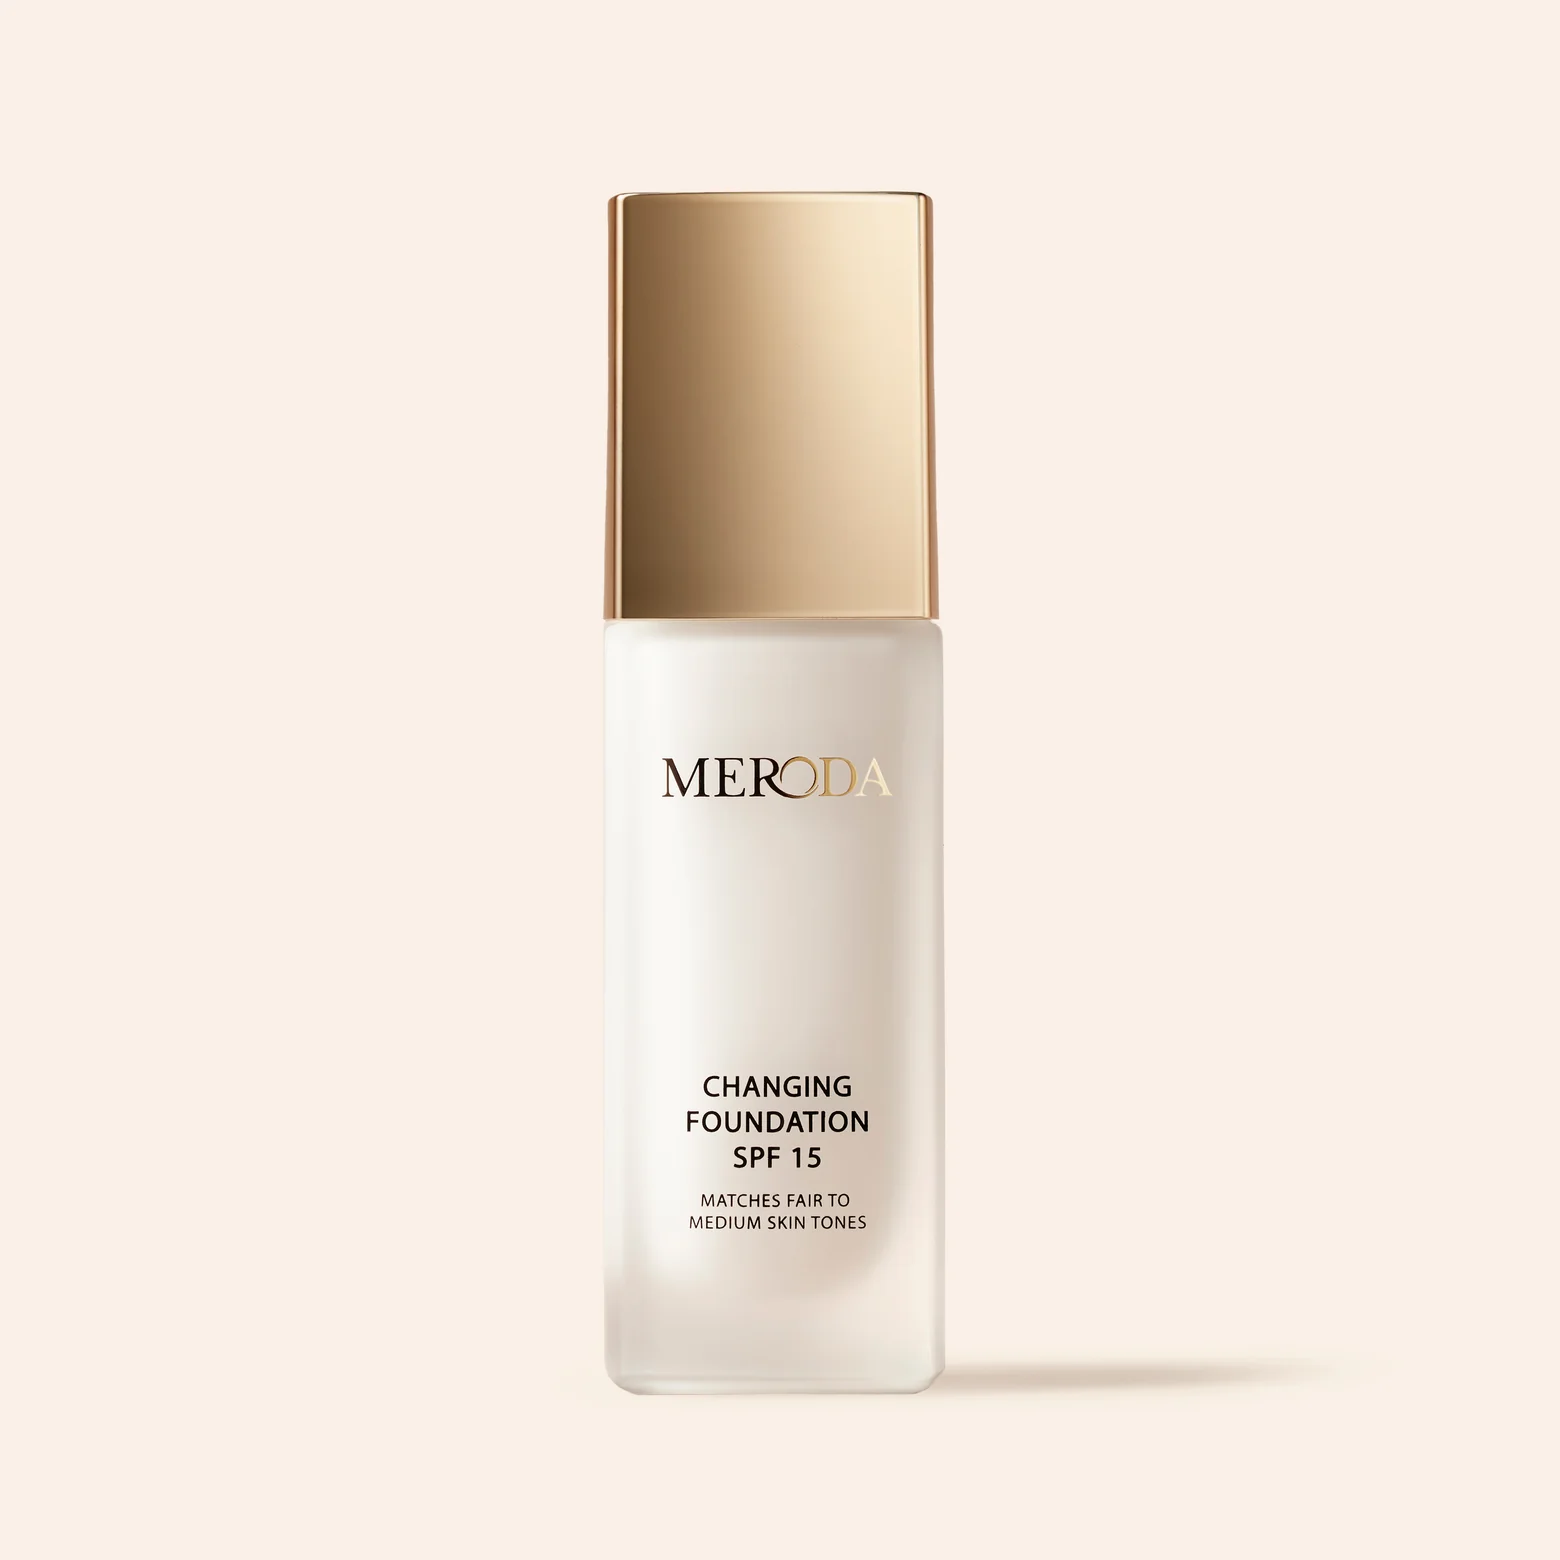 MERODA
CHANGING
FOUNDATION
SPF 15
MATCHES FAIR TO
MEDIUM SKIN TONES